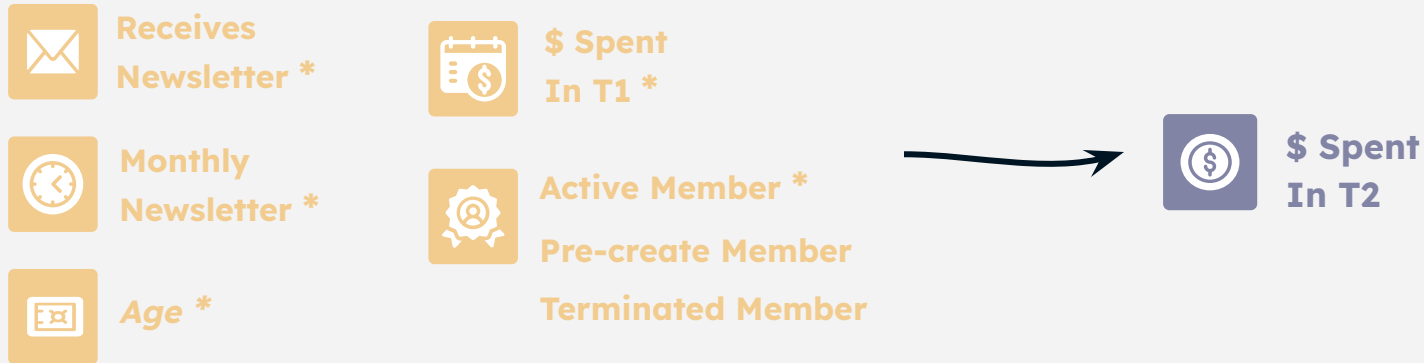 Receives
Newsletter *
Monthly
Newsletter *
Age *
$ Spent
In T1 *
Active Member *
Pre-create Member
Terminated Member
$ Spent
In T2